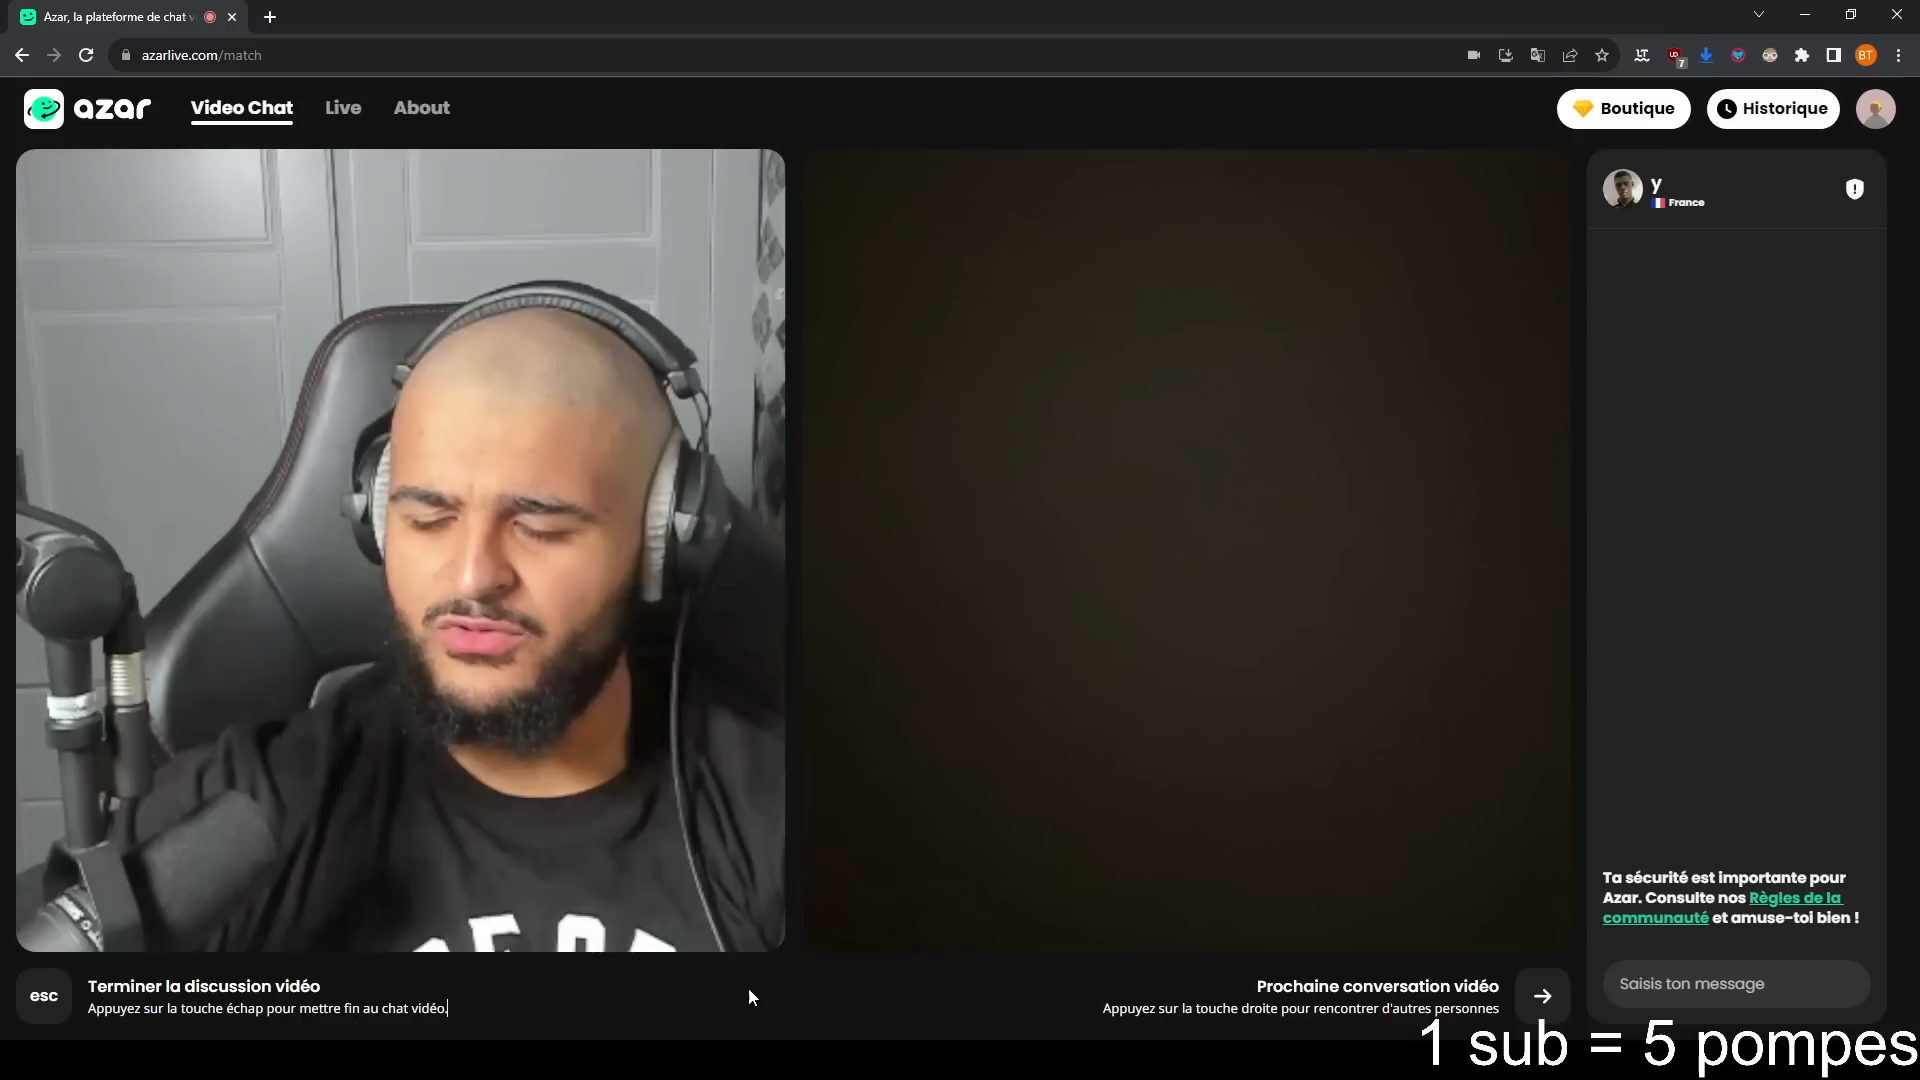 Azar, la plateforme de chat v
azarlive.com/match
7
BT
azar
Video Chat
Live
About
Boutique
Historique
y
France
Ta sécurité est importante pour
Azar. Consulte nos Règles de la
communauté et amuse-toi bien !
esc
Terminer la discussion vidéo
Appuyez sur la touche échap pour mettre fin au chat vidéo.
Prochaine conversation vidéo
Appuyez sur la touche droite pour rencontrer d'autres personnes
Saisis ton message
1 sub = 5 pompes